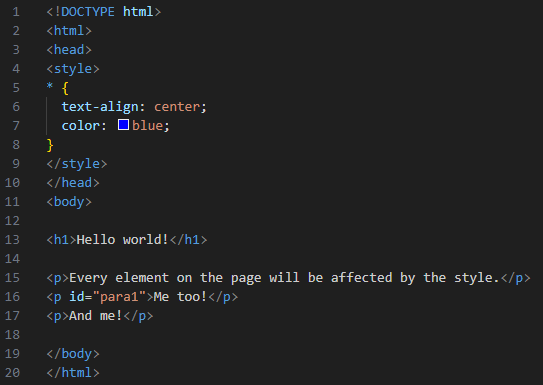 1 <!DOCTYPE html>
2 <html>
3 <head>
4 <style>
5 * {
6   text-align: center;
7   color: blue;
8 }
9 </style>
10 </head>
11 <body>
12
13 <h1>Hello world!</h1>
14
15 <p>Every element on the page will be affected by the style.</p>
16 <p id="para1">Me too!</p>
17 <p>And me!</p>
18
19 </body>
20 </html>